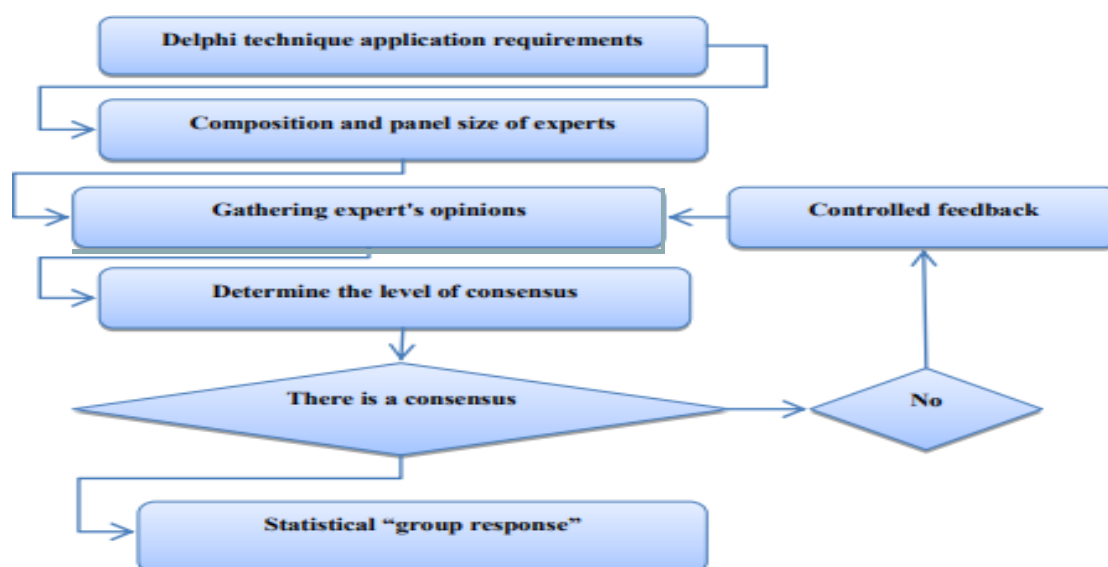 Delphi technique application requirements
Composition and panel size of experts
Gathering expert's opinions
Controlled feedback
Determine the level of consensus
There is a consensus
No
Statistical “group response”